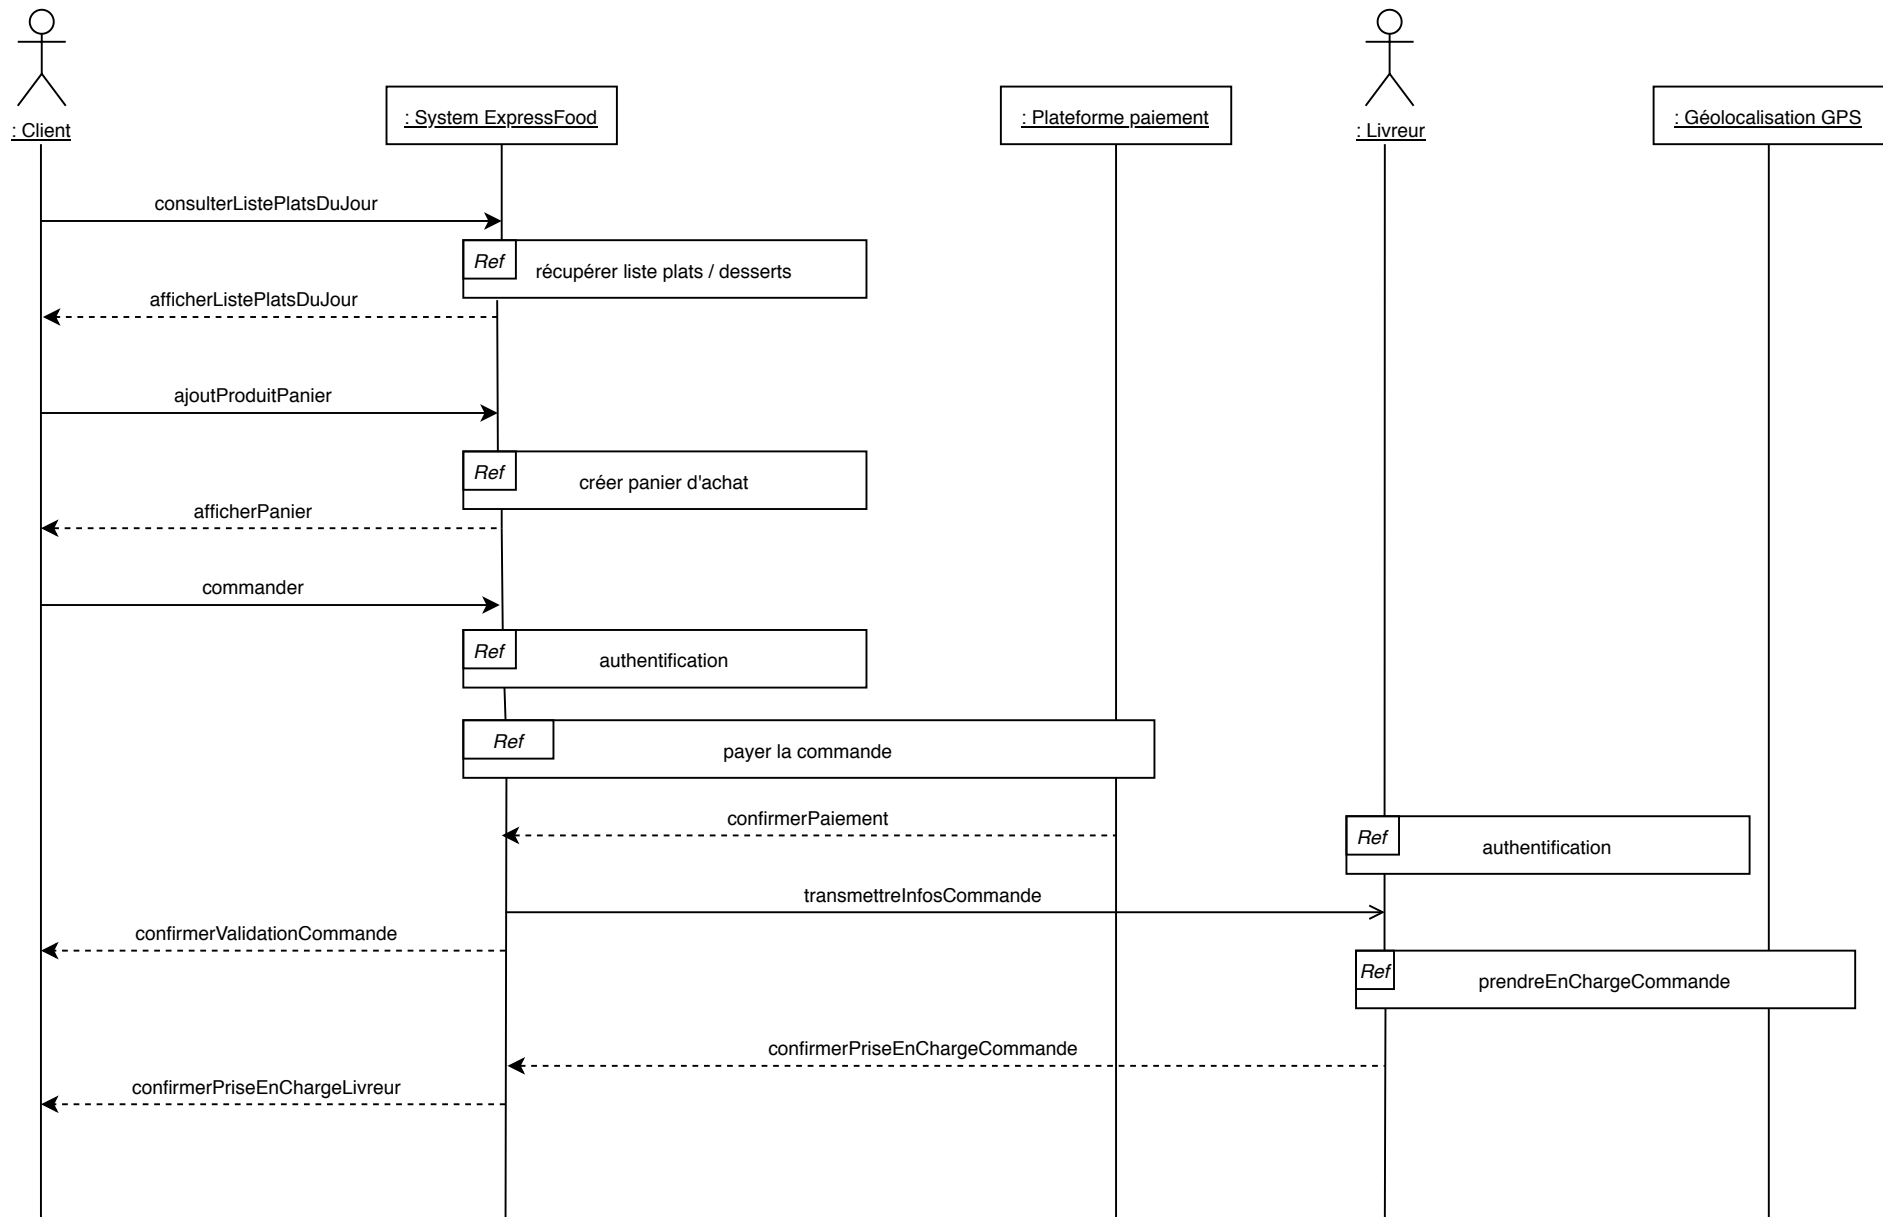 : Client
: System ExpressFood
: Plateforme paiement
: Livreur
: Géolocalisation GPS
consulterListePlatsDuJour
Ref
récupérer liste plats / desserts
afficherListePlatsDuJour
ajoutProduitPanier
Ref
créer panier d'achat
afficherPanier
commander
Ref
authentification
Ref
payer la commande
confirmerPaiement
Ref
authentification
transmettreInfosCommande
confirmerValidationCommande
Ref
prendreEnChargeCommande
confirmerPriseEnChargeCommande
confirmerPriseEnChargeLivreur